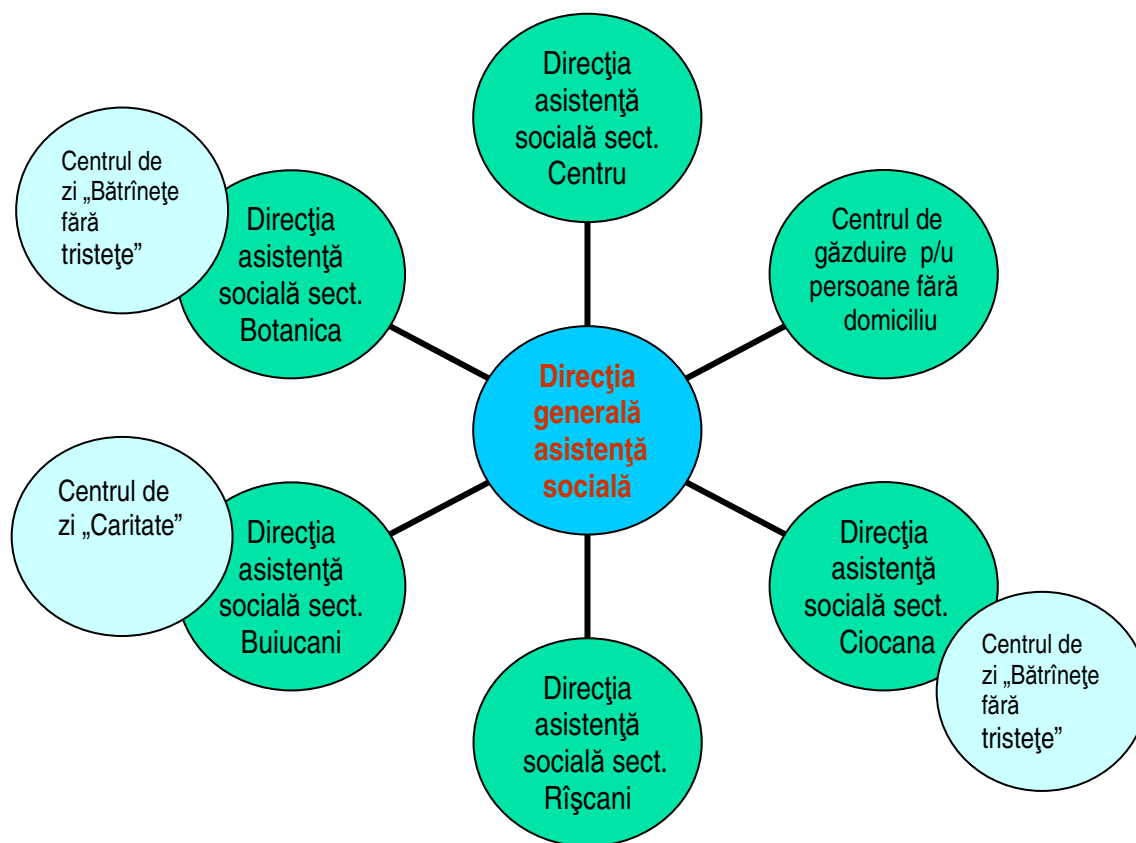 Direcţia
asistenţă
socială sect.
Centru
Centrul de
zi „Bătrîneţe
fără
tristeţe”
Direcţia
asistenţă
socială sect.
Botanica
Centrul de
găzduire p/u
persoane fără
domiciliu
Direcţia
generală
asistenţă
socială
Centrul de
zi „Caritate”
Direcţia
asistenţă
socială sect.
Buiucani
Direcţia
asistenţă
socială sect.
Ciocana
Centrul de
zi „Bătrîneţe
fără
tristeţe”
Direcţia
asistenţă
socială sect.
Rîşcani